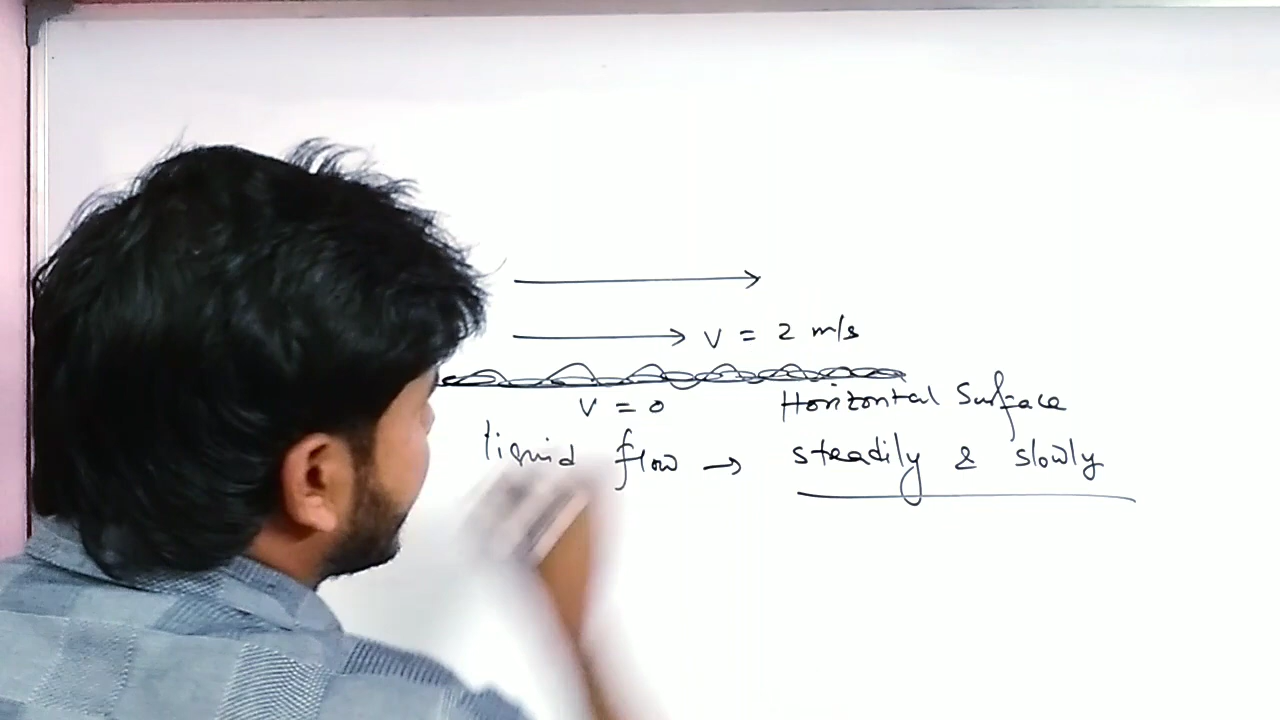 V = 2 m/s
V = 0
Horizontal Surface
liquid flow → steadily & slowly